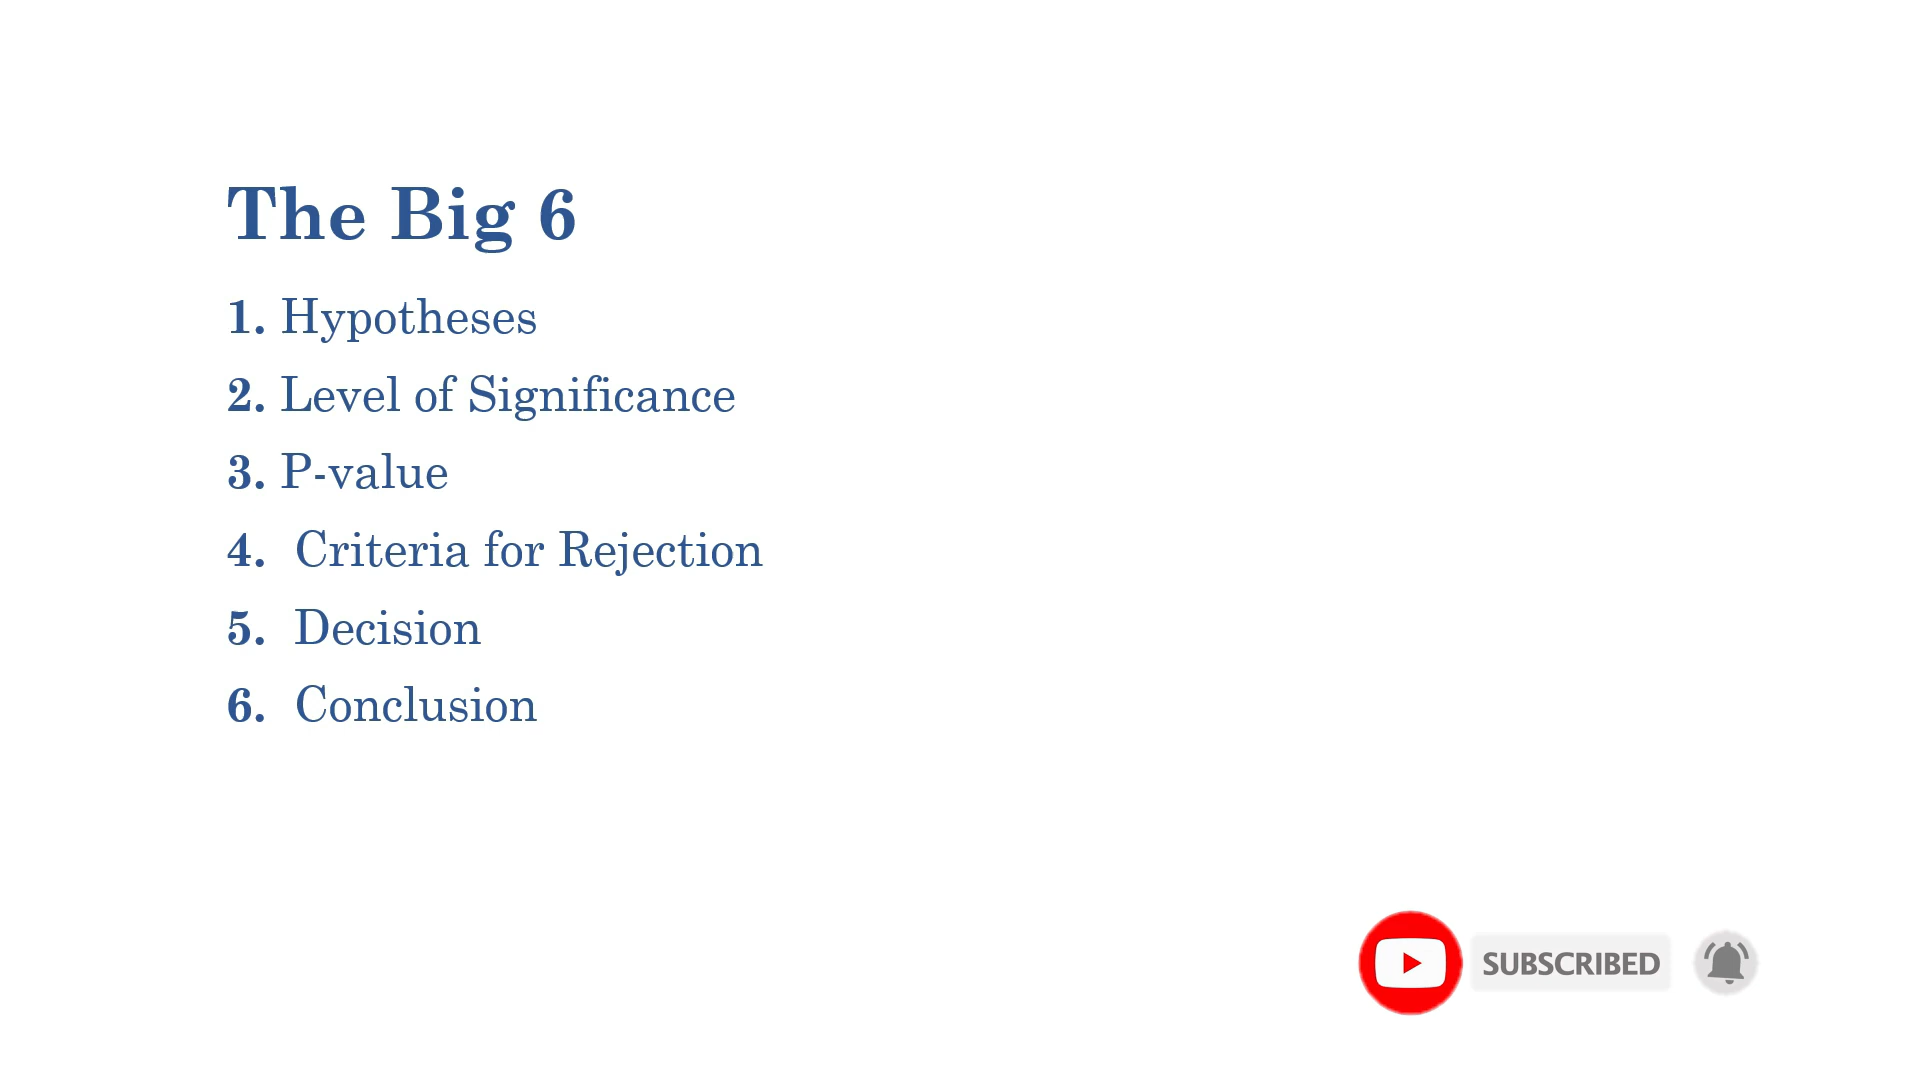 The Big 6
1. Hypotheses
2. Level of Significance
3. P-value
4. Criteria for Rejection
5. Decision
6. Conclusion
SUBSCRIBED